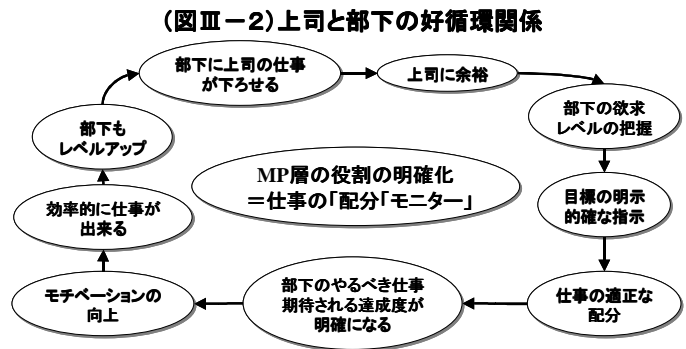 (図Ⅲ－2)上司と部下の好循環関係
部下に上司の仕事
が下ろせる
上司に余裕
部下の欲求
レベルの把握
目標の明示
的確な指示
仕事の適正な
配分
部下のやるべき仕事
期待される達成度が
明確になる
モチベーションの
向上
効率的に仕事が
出来る
部下も
レベルアップ
MP層の役割の明確化
＝仕事の「配分「モニター」